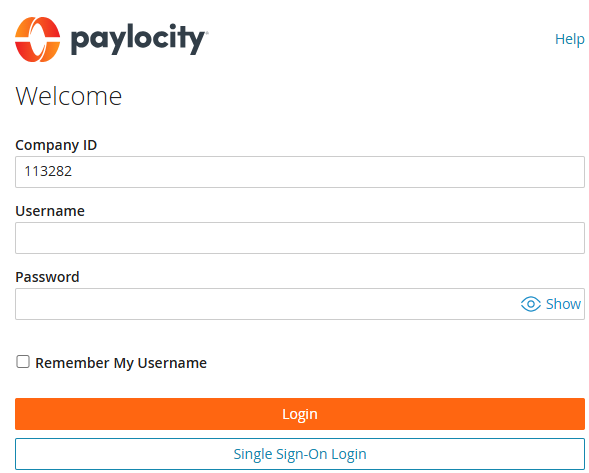 paylocity
Help
Welcome
Company ID
113282
Username
Password
Show
Remember My Username
Login
Single Sign-On Login